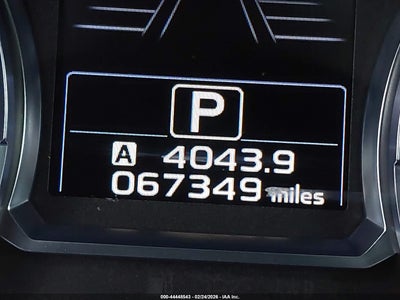 P
A 4043.9
067349 miles
000-44448543 - 02/24/2026 - IAA Inc.